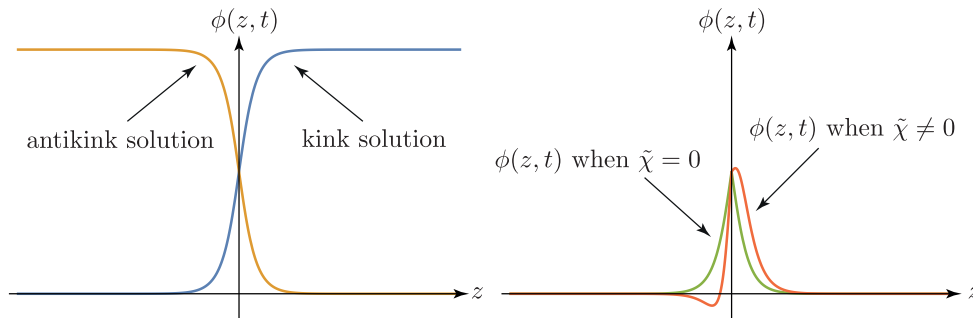 ϕ(z, t)
antikink solution
kink solution
z
ϕ(z, t)
ϕ(z, t) when χ̃ = 0
ϕ(z, t) when χ̃ ≠ 0
z